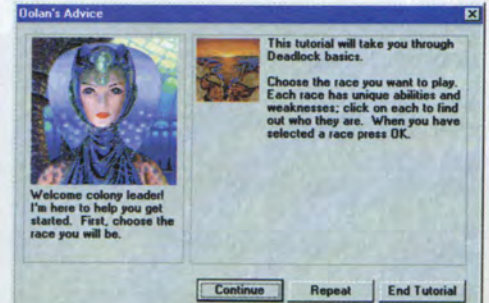 Oolan's Advice
Welcome colony leader!
I'm here to help you get
started. First, choose the
race you will be.
This tutorial will take you through
Deadlock basics.
Choose the race you want to play.
Each race has unique abilities and
weaknesses; click on each to find
out who they are. When you have
selected a race press OK.
Continue
Repeat
End Tutorial